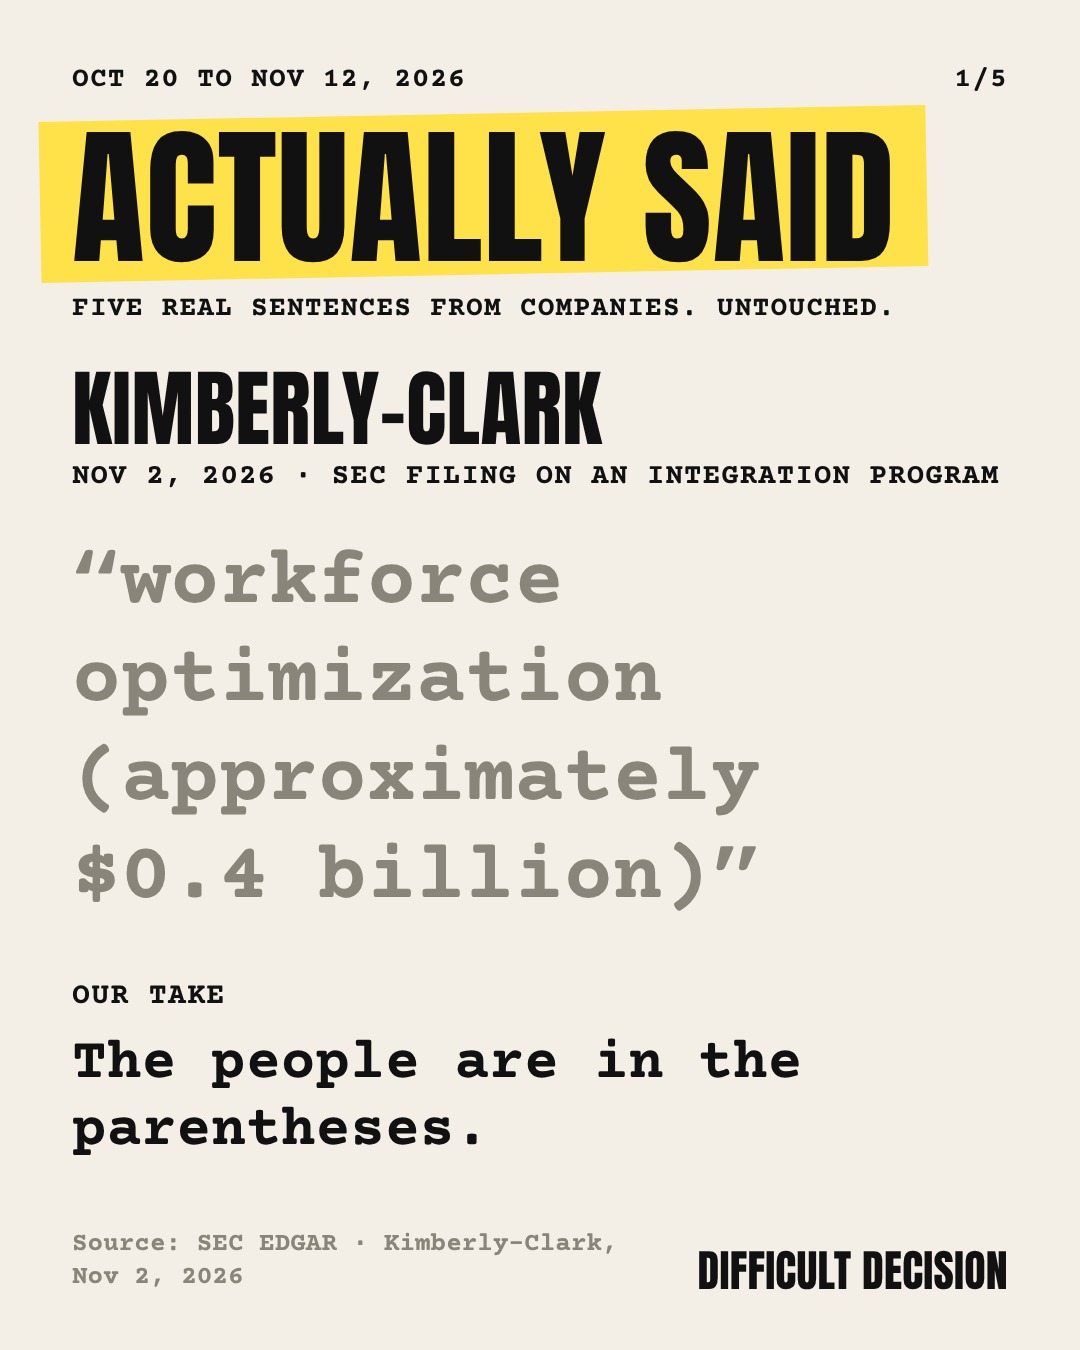 OCT 20 TO NOV 12, 2026
1/5
ACTUALLY SAID
FIVE REAL SENTENCES FROM COMPANIES. UNTOUCHED.
KIMBERLY-CLARK
NOV 2, 2026 · SEC FILING ON AN INTEGRATION PROGRAM
“workforce
optimization
(approximately
$0.4 billion)”
OUR TAKE
The people are in the
parentheses.
Source: SEC EDGAR · Kimberly-Clark,
Nov 2, 2026
DIFFICULT DECISION